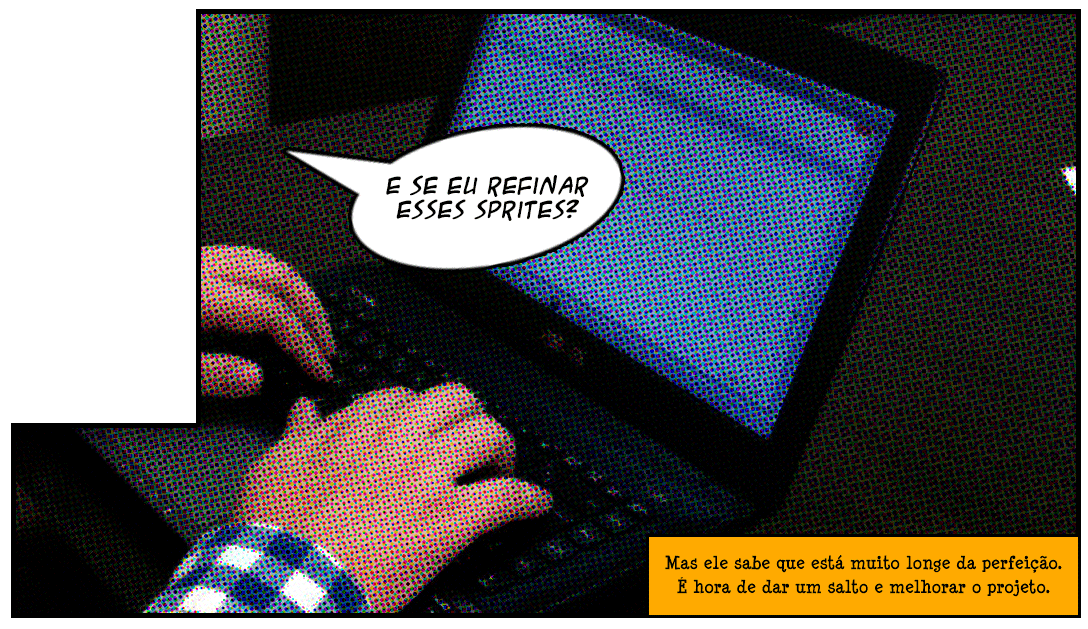 E SE EU REFINAR
ESSES SPRITES?
Mas ele sabe que está muito longe da perfeição.
É hora de dar um salto e melhorar o projeto.